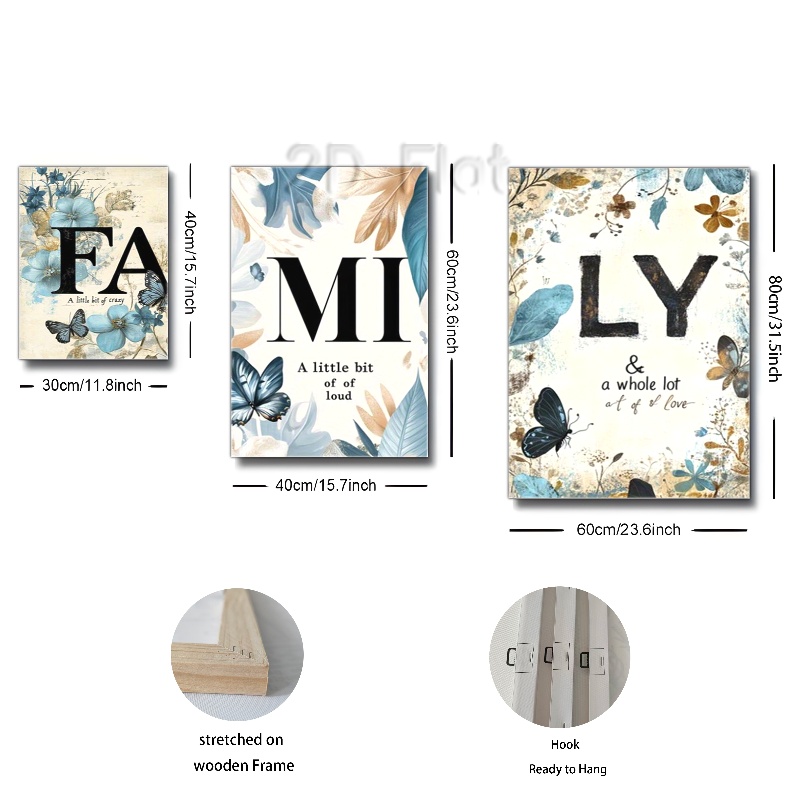 2D Flat
FA
A little bit of crazy
40cm/15.7inch
30cm/11.8inch
MI
A little bit
of of
loud
60cm/23.6inch
40cm/15.7inch
LY
&
a whole lot
of love
80cm/31.5inch
60cm/23.6inch
stretched on
wooden Frame
Hook
Ready to Hang